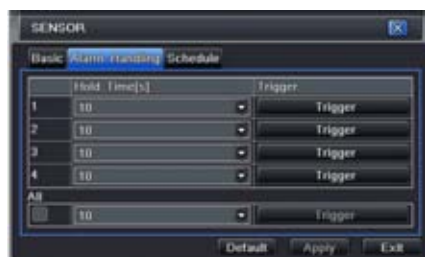 SENSOR
Basic Alarm Handling Schedule
Hold Time[s] Trigger
1 10 Trigger
2 10 Trigger
3 10 Trigger
4 10 Trigger
All
10 Trigger
Default Apply Exit